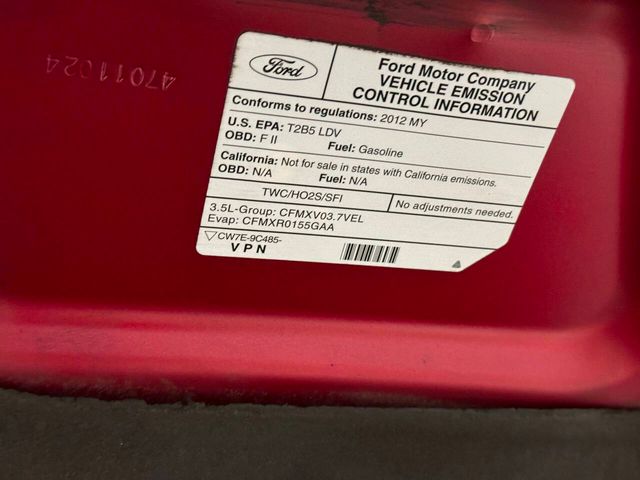 47011024
Ford
Ford Motor Company
VEHICLE EMISSION
CONTROL INFORMATION
Conforms to regulations: 2012 MY
U.S. EPA: T2B5 LDV
OBD: F II Fuel: Gasoline
California: Not for sale in states with California emissions.
OBD: N/A Fuel: N/A
TWC/HO2S/SFI
No adjustments needed.
3.5L-Group: CFMXV03.7VEL
Evap: CFMXR0155GAA
CW7E-9C485-
VPN